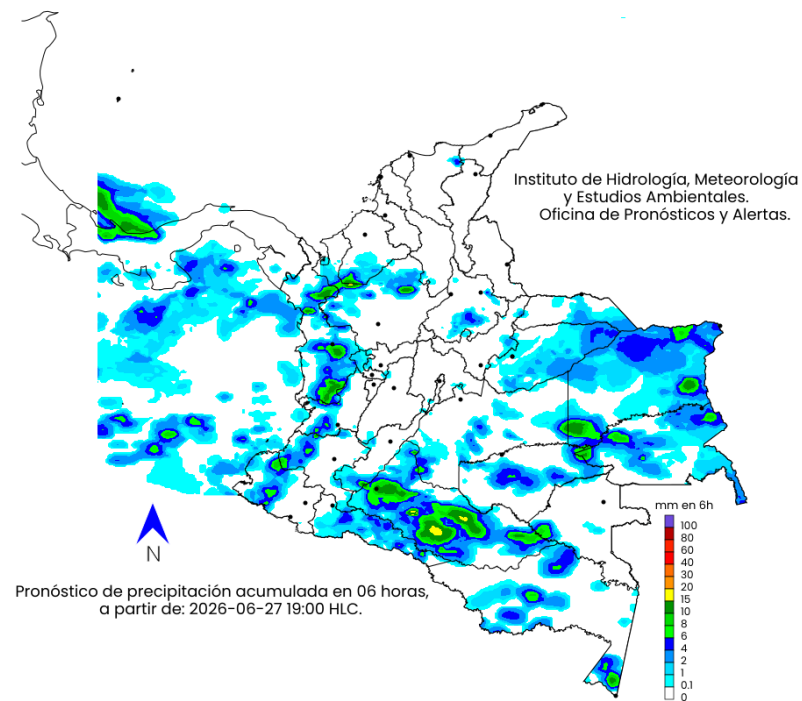 Instituto de Hidrología, Meteorología
y Estudios Ambientales.
Oficina de Pronósticos y Alertas.
mm en 6h
100
80
60
40
30
20
15
10
8
6
4
2
1
0.1
0
N
Pronóstico de precipitación acumulada en 06 horas,
a partir de: 2026-06-27 19:00 HLC.